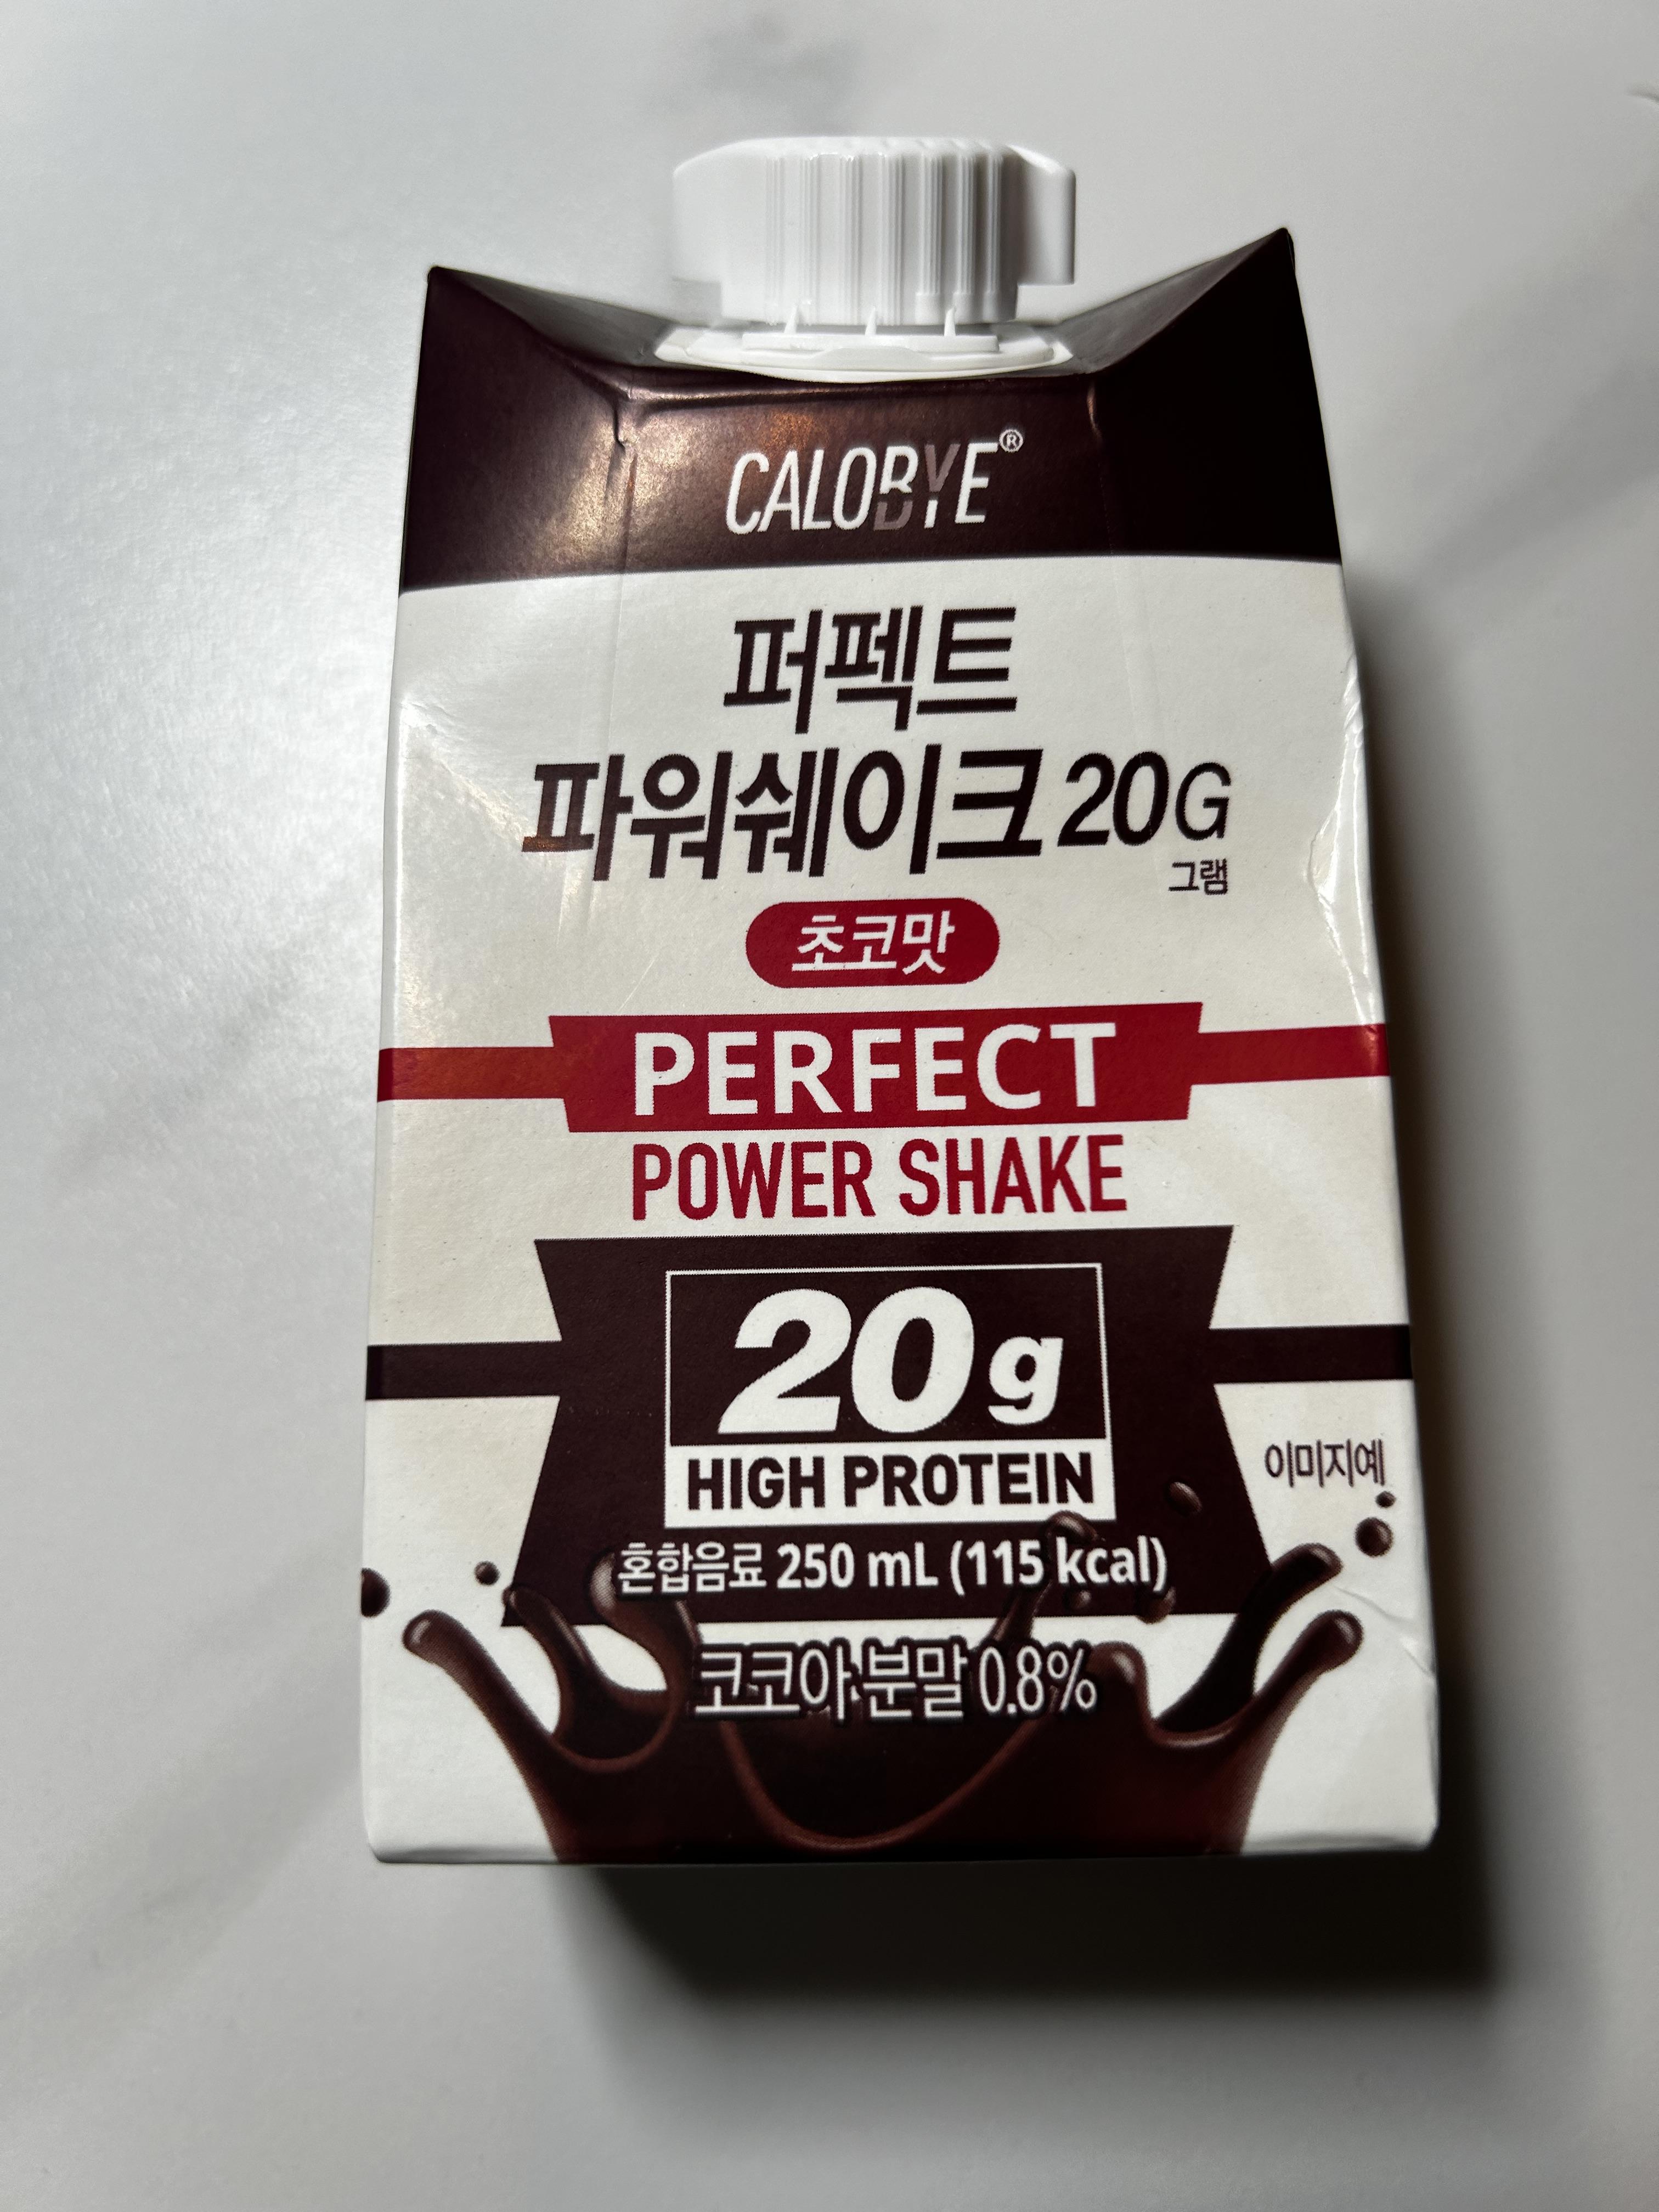 CALOBYE®
퍼펙트
파워쉐이크 20G
그램
초코맛
PERFECT
POWER SHAKE
20g
HIGH PROTEIN
이미지예
혼합음료 250 mL (115 kcal)
코코아분말 0.8%